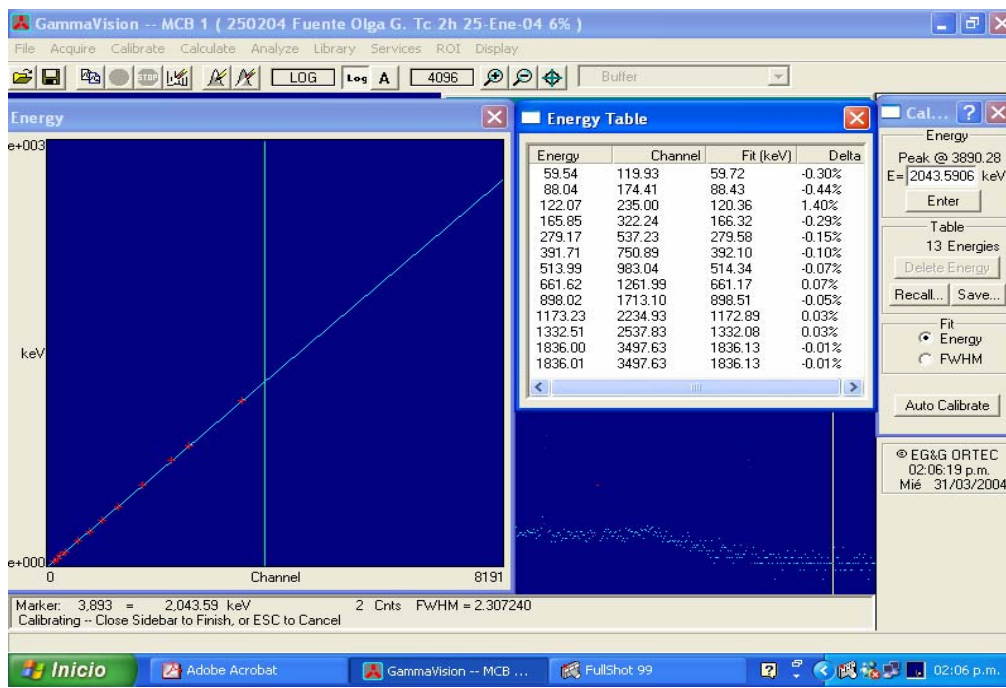 GammaVision -- MCB 1 ( 250204 Fuente Olga G. Tc 2h 25-Ene-04 6% )
File Acquire Calibrate Calculate Analyze Library Services ROI Display
STOP LOG Log A 4096 Buffer
Energy
e+003
keV
e+000
0 Channel 8191
Energy Table
Energy Channel Fit (keV) Delta
59.54 119.93 59.72 -0.30%
88.04 174.41 88.43 -0.44%
122.07 235.00 120.36 1.40%
165.85 322.24 166.32 -0.29%
279.17 537.23 279.58 -0.15%
391.71 750.89 392.10 -0.10%
513.99 983.04 514.34 -0.07%
661.62 1261.99 661.17 0.07%
898.02 1713.10 898.51 -0.05%
1173.23 2234.93 1172.89 0.03%
1332.51 2537.83 1332.08 0.03%
1836.00 3497.63 1836.13 -0.01%
1836.01 3497.63 1836.13 -0.01%
Cal...
Energy
Peak @ 3890.28
E= 2043.5906 keV
Enter
Table
13 Energies
Delete Energy
Recall... Save...
Fit
Energy
FWHM
Auto Calibrate
© EG&G ORTEC
02:06:19 p.m.
Mié 31/03/2004
Marker: 3,893 = 2,043.59 keV 2 Cnts FWHM = 2.307240
Calibrating -- Close Sidebar to Finish, or ESC to Cancel
Inicio Adobe Acrobat GammaVision -- MCB ... FullShot 99 02:06 p.m.